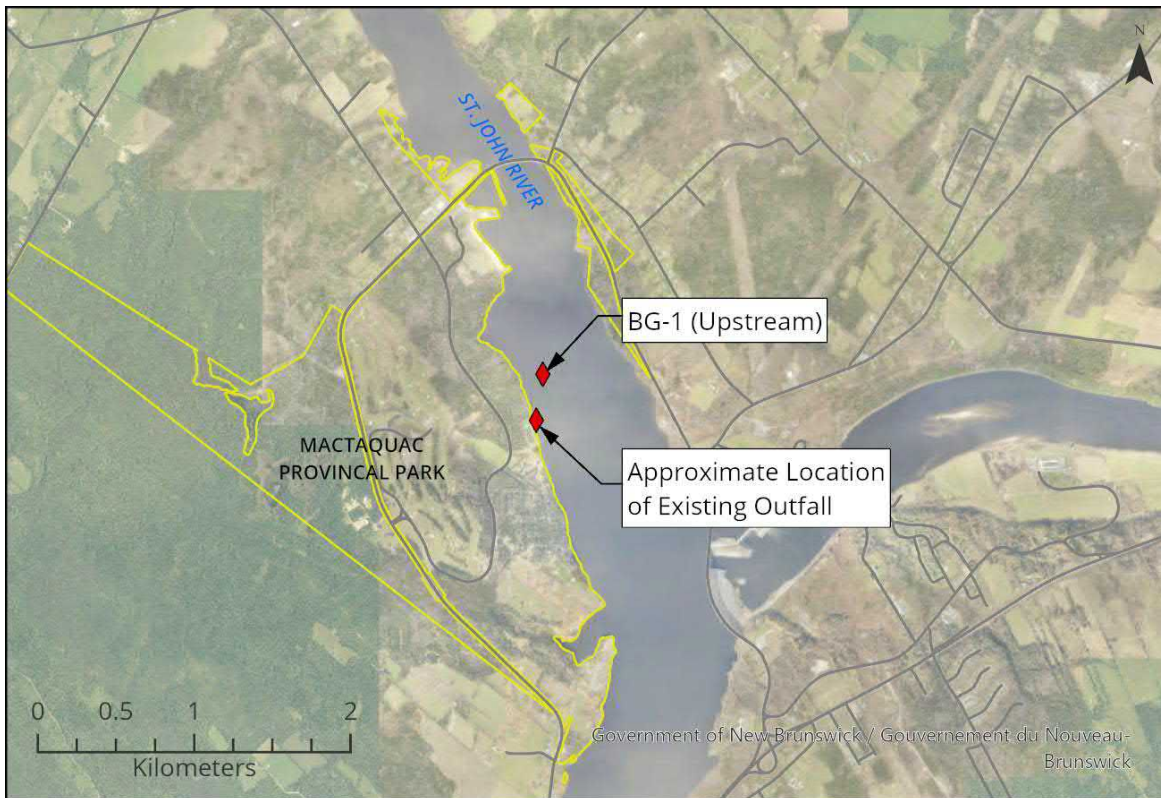 N
ST. JOHN RIVER
BG-1 (Upstream)
MACTAQUAC
PROVINCAL PARK
Approximate Location
of Existing Outfall
0 0.5 1 2
Kilometers
Government of New Brunswick / Gouvernement du Nouveau-
Brunswick